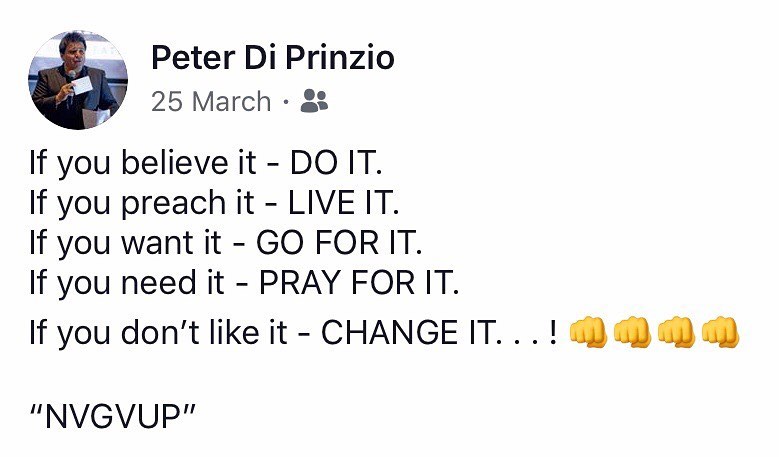 Peter Di Prinzio
25 March ·
If you believe it - DO IT.
If you preach it - LIVE IT.
If you want it - GO FOR IT.
If you need it - PRAY FOR IT.
If you don’t like it - CHANGE IT. . . ! 👊👊👊👊
“NVGVUP”